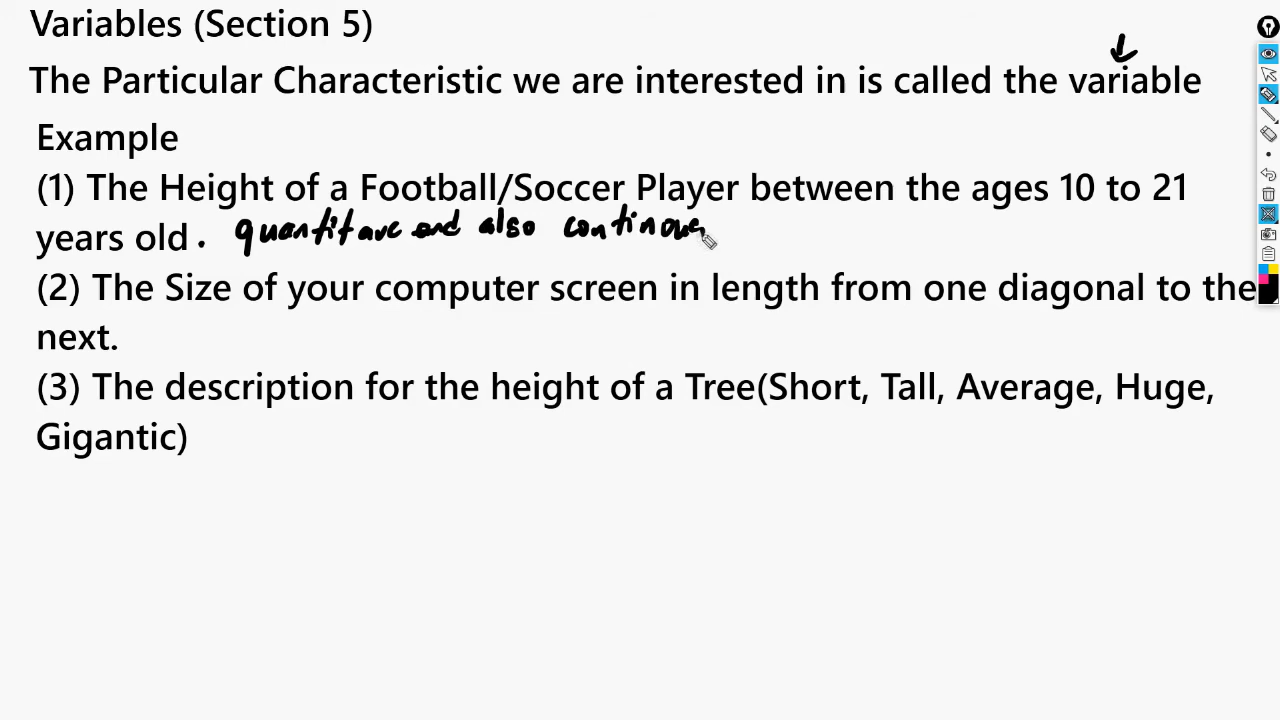 Variables (Section 5)
The Particular Characteristic we are interested in is called the variable
Example
(1) The Height of a Football/Soccer Player between the ages 10 to 21
years old. quantitave and also continous
(2) The Size of your computer screen in length from one diagonal to the
next.
(3) The description for the height of a Tree(Short, Tall, Average, Huge,
Gigantic)